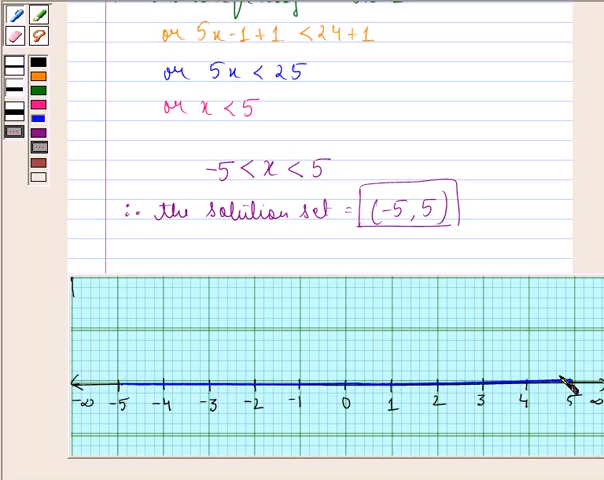 or 5x-1+1 < 24+1
or 5x < 25
or x < 5
-5 < x < 5
∴ the solution set = (-5, 5)
-∞ -5 -4 -3 -2 -1 0 1 2 3 4 5 ∞